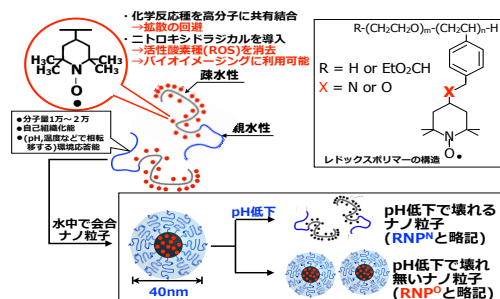 ・化学反応種を高分子に共有結合
→拡散の回避
・ニトロキシドラジカルを導入
→活性酸素種(ROS)を消去
→バイオイメージングに利用可能
H₃C
CH₃
H₃C
N
CH₃
O
疎水性
親水性
●分子量1万～2万
●自己組織化能
●(pH,温度などで相転
移する)環境応答能
R-(CH₂CH₂O)m-(CH₂CH)n-H
R = H or EtO₂CH
X = N or O
X
N
O
レドックスポリマーの構造
水中で会合
ナノ粒子
40nm
pH低下
pH低下で壊れる
ナノ粒子
(RNPᴺと略記)
pH低下で壊れ
無いナノ粒子
(RNPᴼと略記)